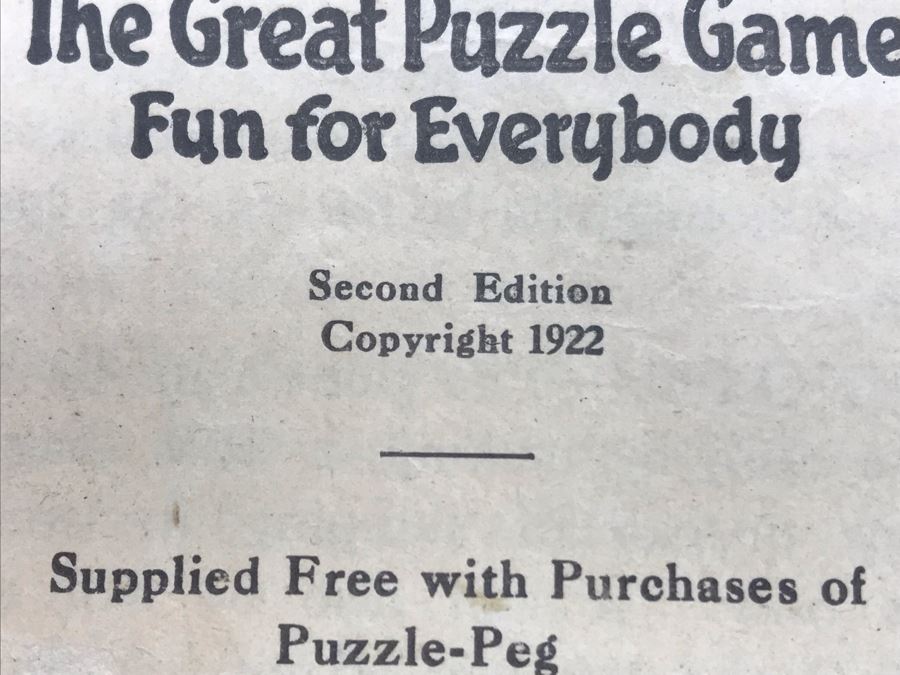 The Great Puzzle Game
Fun for Everybody
Second Edition
Copyright 1922
Supplied Free with Purchases of
Puzzle-Peg